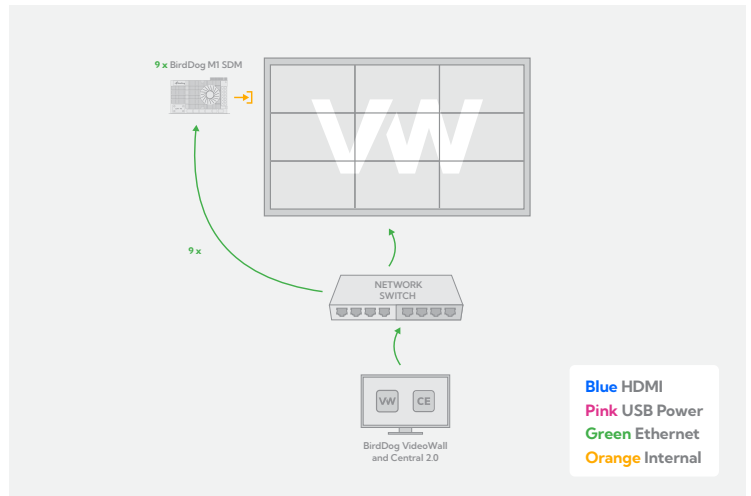 9 x BirdDog M1 SDM
VW
9 x
NETWORK
SWITCH
VW CE
BirdDog VideoWall
and Central 2.0
Blue HDMI
Pink USB Power
Green Ethernet
Orange Internal